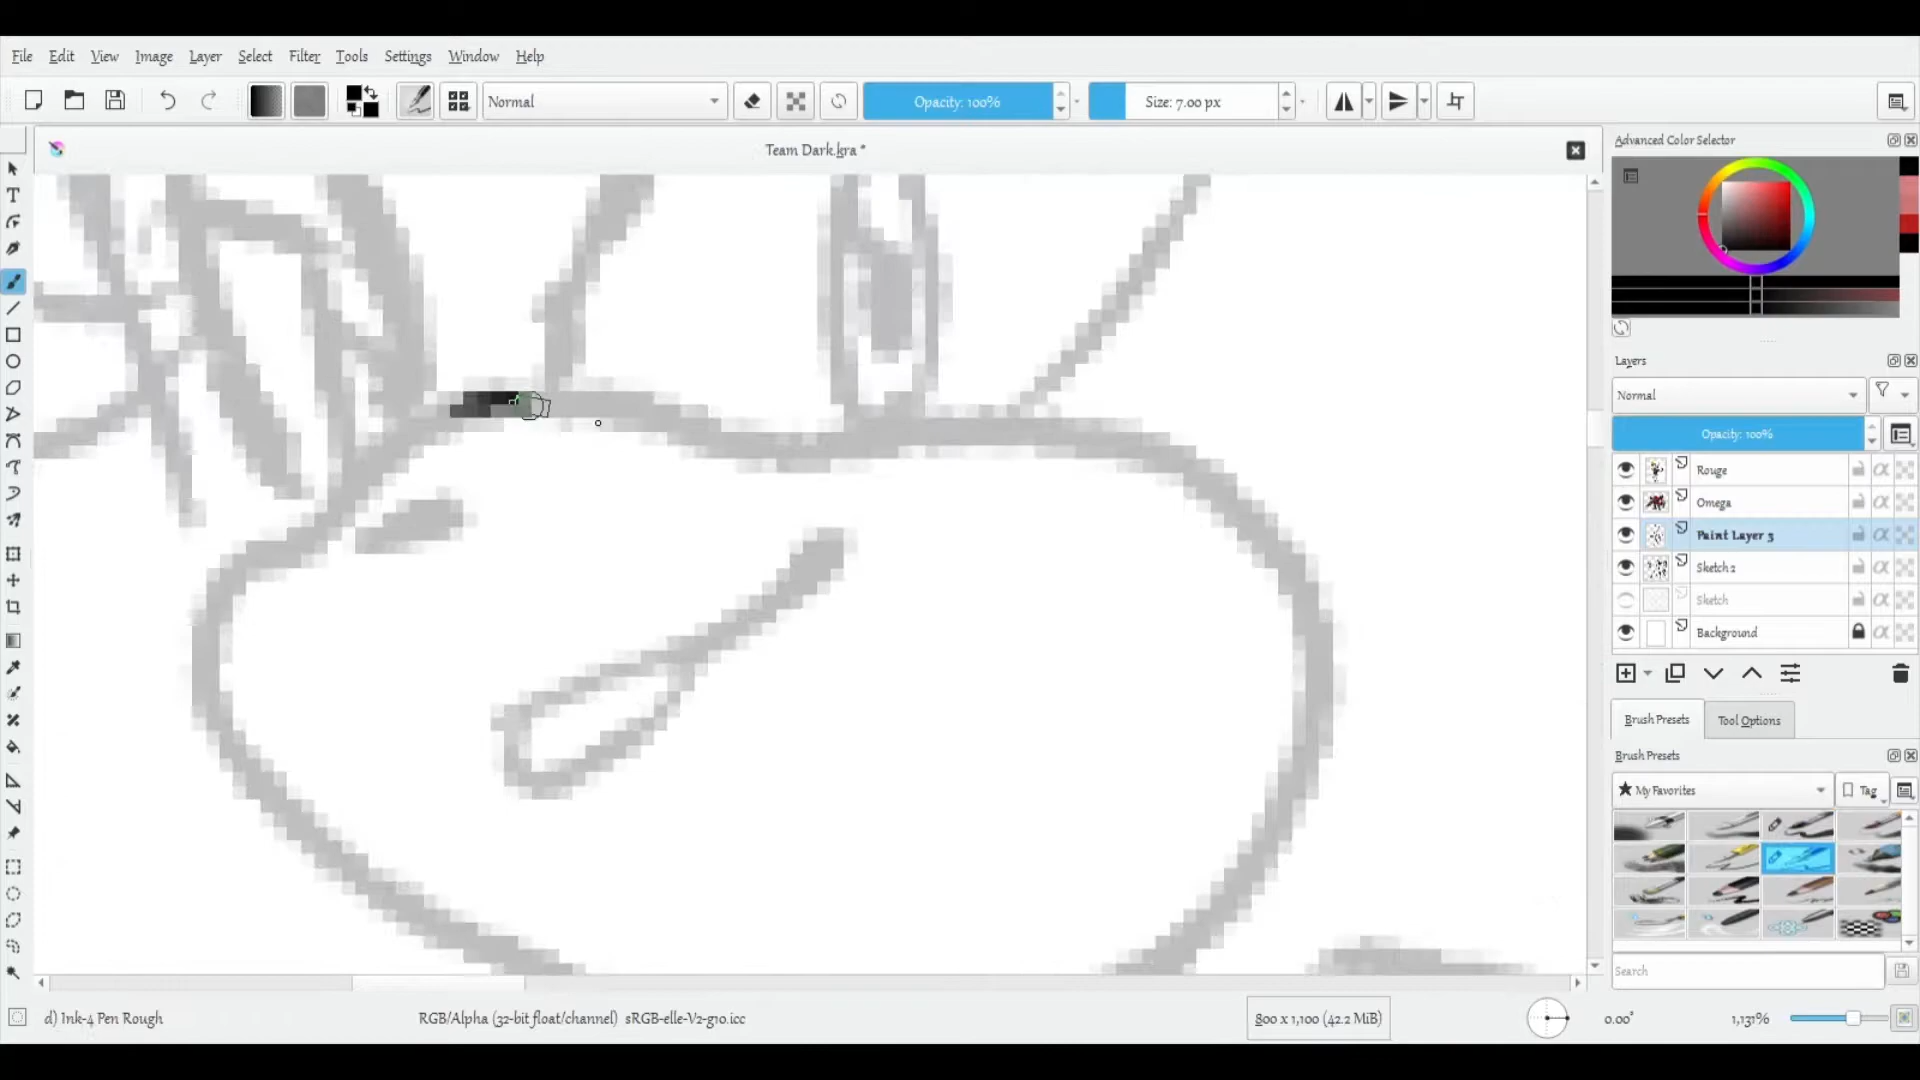 File Edit View Image Layer Select Filter Tools Settings Window Help
Normal
Opacity: 100%
Size: 7.00 px
Team Dark.kra *
Advanced Color Selector
Layers
Normal
Opacity: 100%
Rouge
Omega
Paint Layer 3
Sketch 2
Sketch
Background
Brush Presets Tool Options
Brush Presets
My Favorites Tag
Search
d) Ink-4 Pen Rough RGB/Alpha (32-bit float/channel) sRGB-elle-V2-g10.icc 800 x 1,100 (42.2 MiB) 0.00° 1,131%